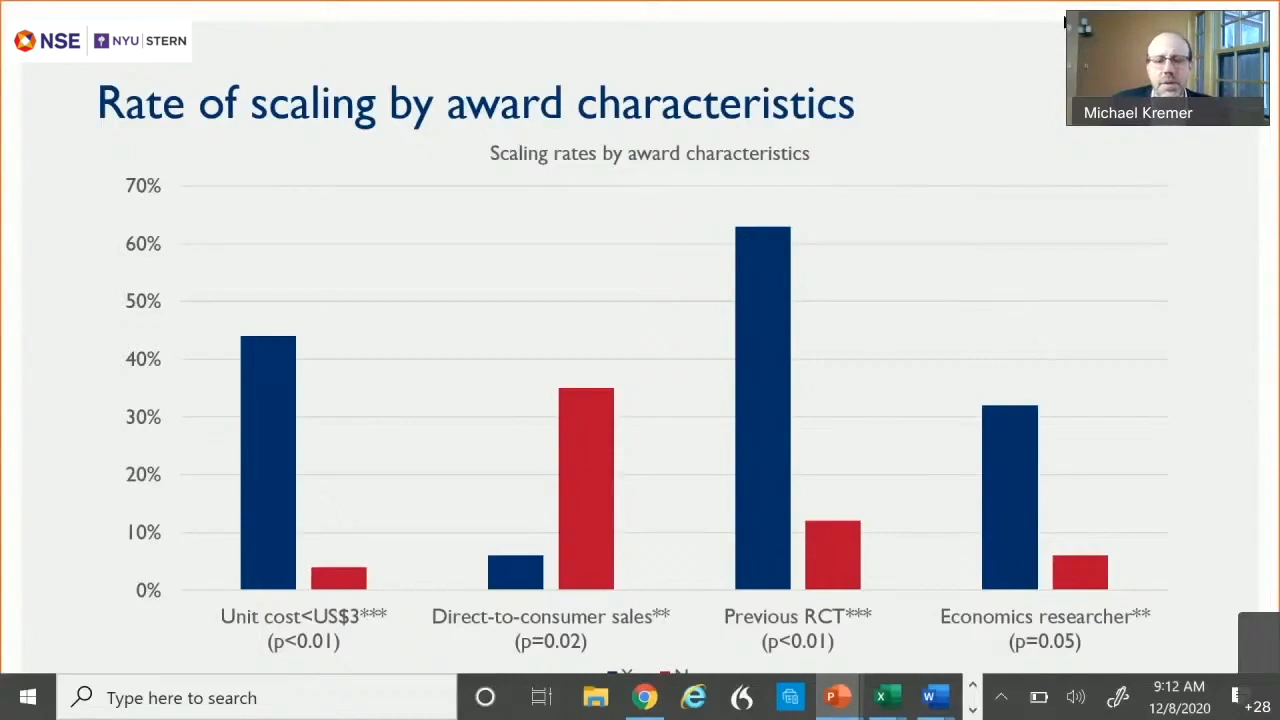 NSE NYU STERN
Michael Kremer
Rate of scaling by award characteristics
Scaling rates by award characteristics
70%
60%
50%
40%
30%
20%
10%
0%
Unit cost<US$3***
(p<0.01)
Direct-to-consumer sales**
(p=0.02)
Previous RCT***
(p<0.01)
Economics researcher**
(p=0.05)
Type here to search
9:12 AM
12/8/2020
+28